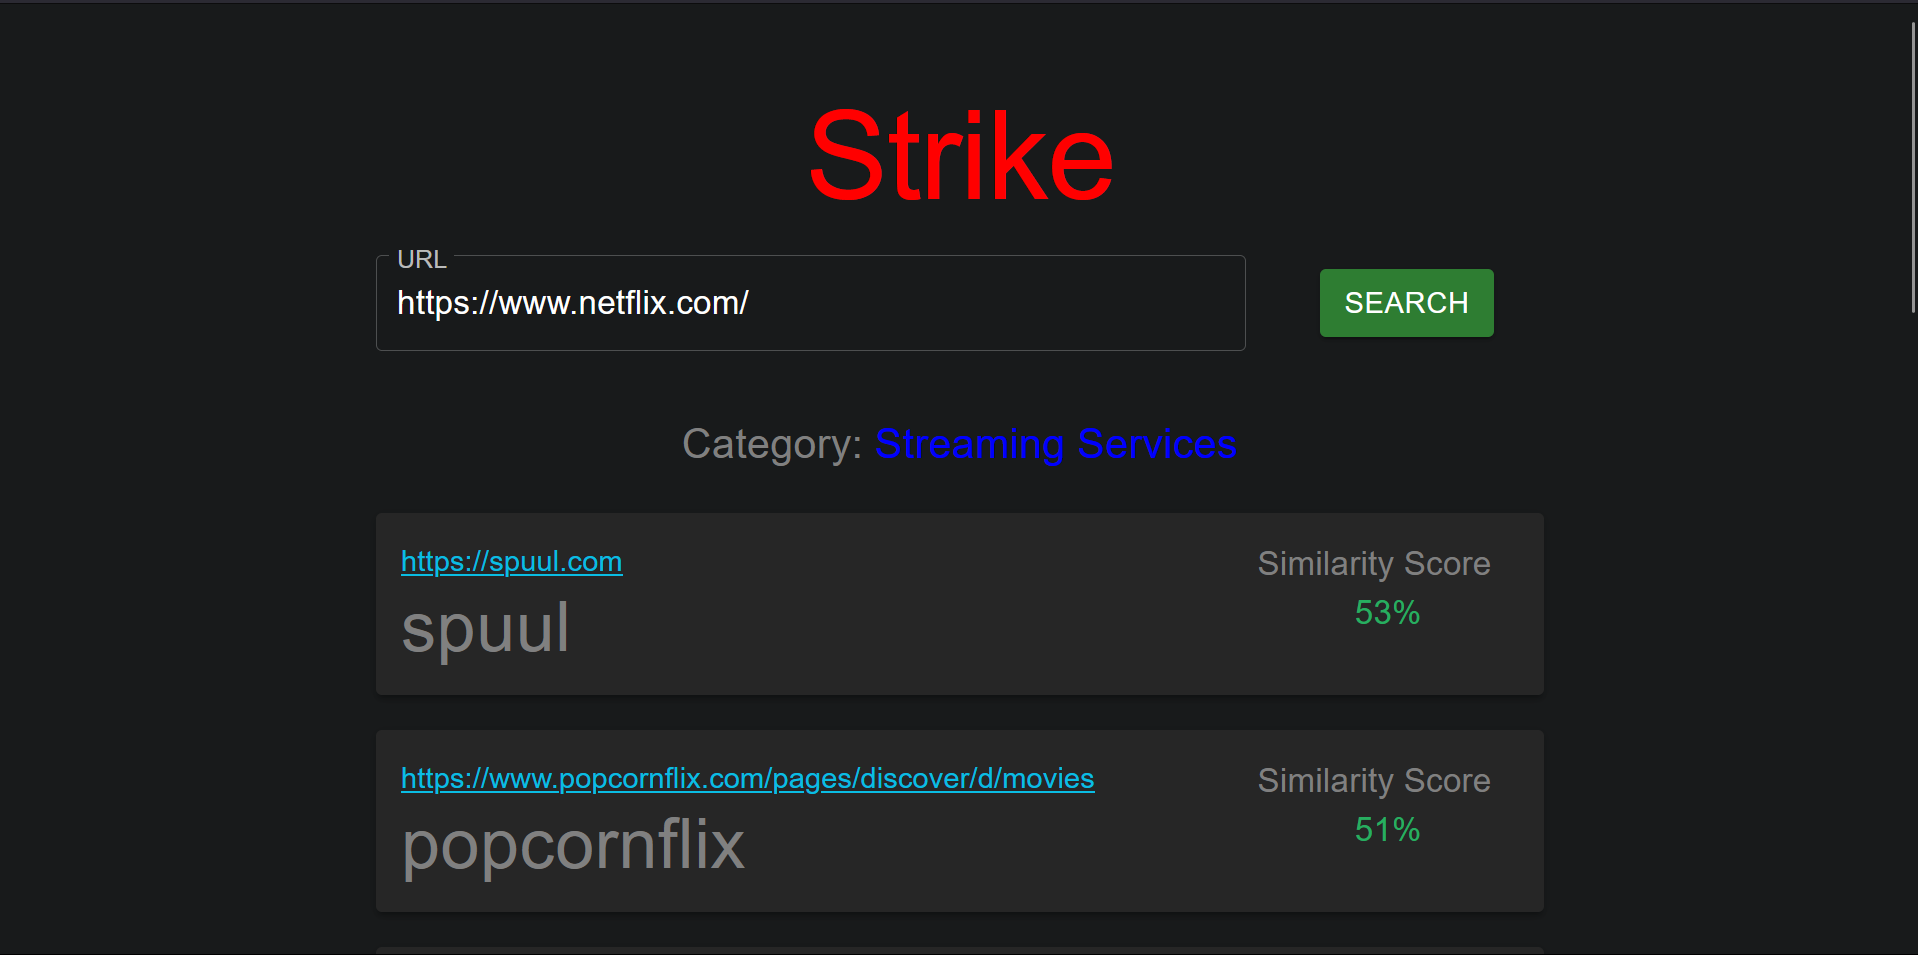 Strike
URL
https://www.netflix.com/
SEARCH
Category: Streaming Services
https://spuul.com
Similarity Score
53%
spuul
https://www.popcornflix.com/pages/discover/d/movies
Similarity Score
51%
popcornflix